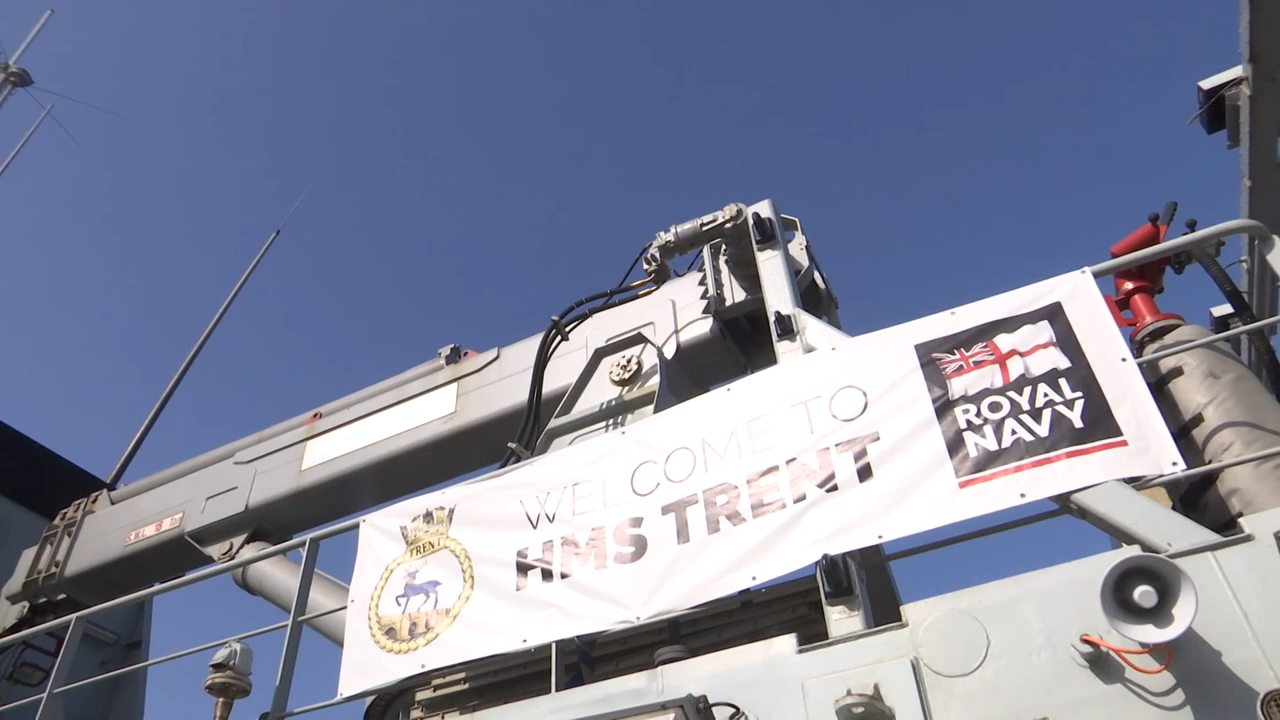 WELCOME TO
HMS TRENT
TRENT
ROYAL
NAVY
S.W.L.